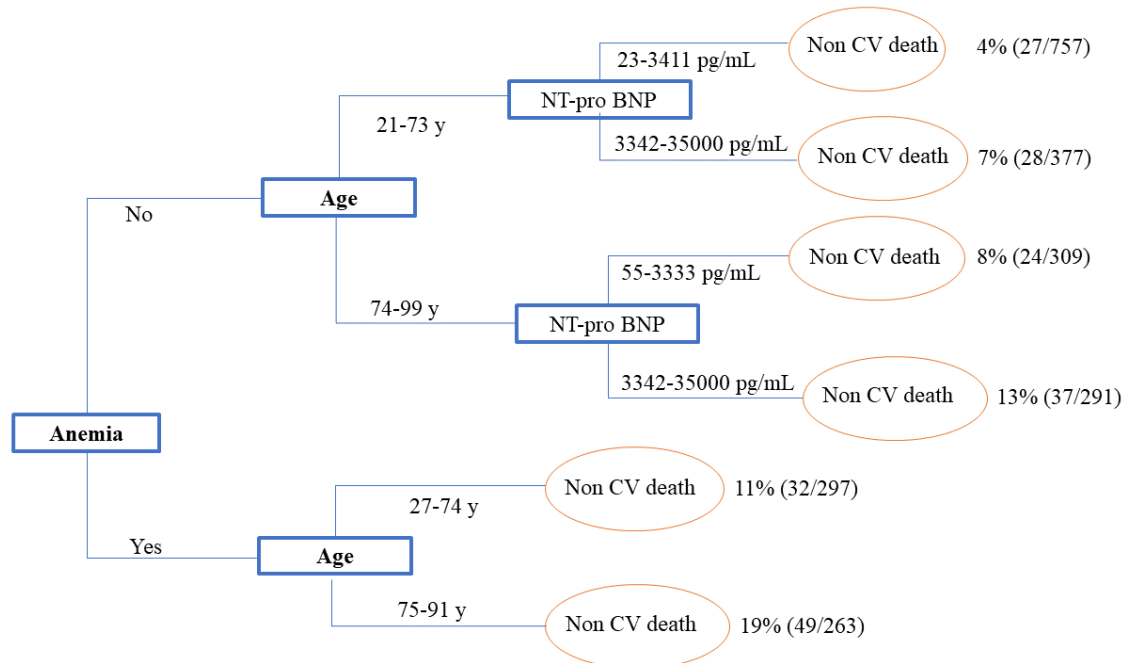 Non CV death 4% (27/757)
23-3411 pg/mL
NT-pro BNP
21-73 y
3342-35000 pg/mL
Non CV death 7% (28/377)
Age
No
Non CV death 8% (24/309)
55-3333 pg/mL
74-99 y
NT-pro BNP
3342-35000 pg/mL
Non CV death 13% (37/291)
Anemia
Non CV death 11% (32/297)
27-74 y
Yes
Age
75-91 y
Non CV death 19% (49/263)